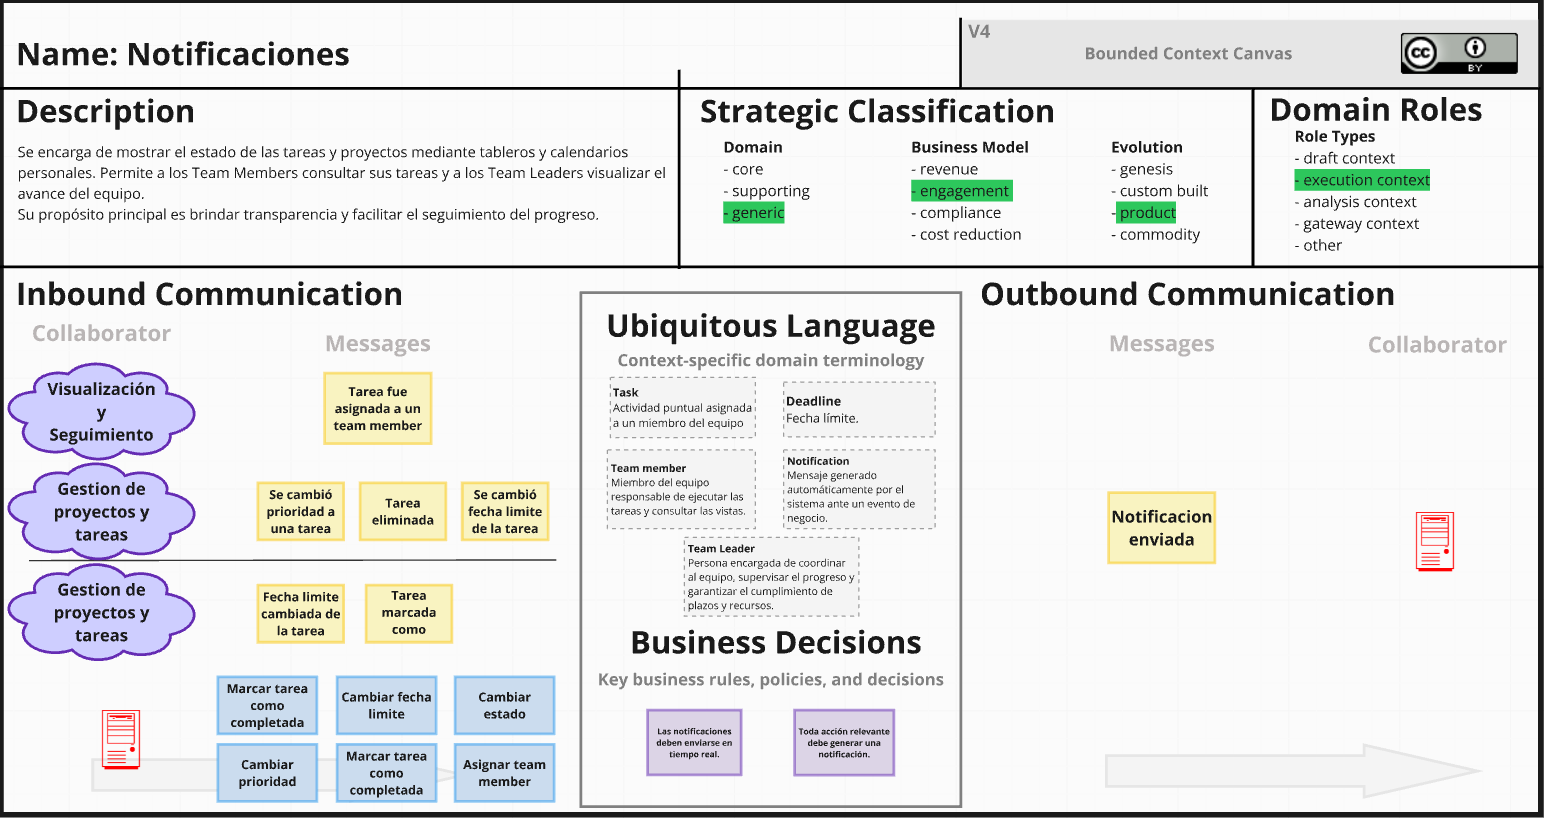 Name: Notificaciones
V4
Bounded Context Canvas
cc
BY
Description
Se encarga de mostrar el estado de las tareas y proyectos mediante tableros y calendarios
personales. Permite a los Team Members consultar sus tareas y a los Team Leaders visualizar el
avance del equipo.
Su propósito principal es brindar transparencia y facilitar el seguimiento del progreso.
Strategic Classification
Domain
- core
- supporting
- generic
Business Model
- revenue
- engagement
- compliance
- cost reduction
Evolution
- genesis
- custom built
- product
- commodity
Domain Roles
Role Types
- draft context
- execution context
- analysis context
- gateway context
- other
Inbound Communication
Collaborator
Messages
Visualización
y
Seguimiento
Tarea fue
asignada a un
team member
Gestion de
proyectos y
tareas
Se cambió
prioridad a
una tarea
Tarea
eliminada
Se cambió
fecha limite
de la tarea
Gestion de
proyectos y
tareas
Fecha limite
cambiada de
la tarea
Tarea
marcada
como
Marcar tarea
como
completada
Cambiar fecha
limite
Cambiar
estado
Cambiar
prioridad
Marcar tarea
como
completada
Asignar team
member
Ubiquitous Language
Context-specific domain terminology
Task
Actividad puntual asignada
a un miembro del equipo
Deadline
Fecha límite.
Team member
Miembro del equipo
responsable de ejecutar las
tareas y consultar las vistas.
Notification
Mensaje generado
automáticamente por el
sistema ante un evento de
negocio.
Team Leader
Persona encargada de coordinar
al equipo, supervisar el progreso y
garantizar el cumplimiento de
plazos y recursos.
Business Decisions
Key business rules, policies, and decisions
Las notificaciones
deben enviarse en
tiempo real.
Toda acción relevante
debe generar una
notificación.
Outbound Communication
Messages
Collaborator
Notificacion
enviada